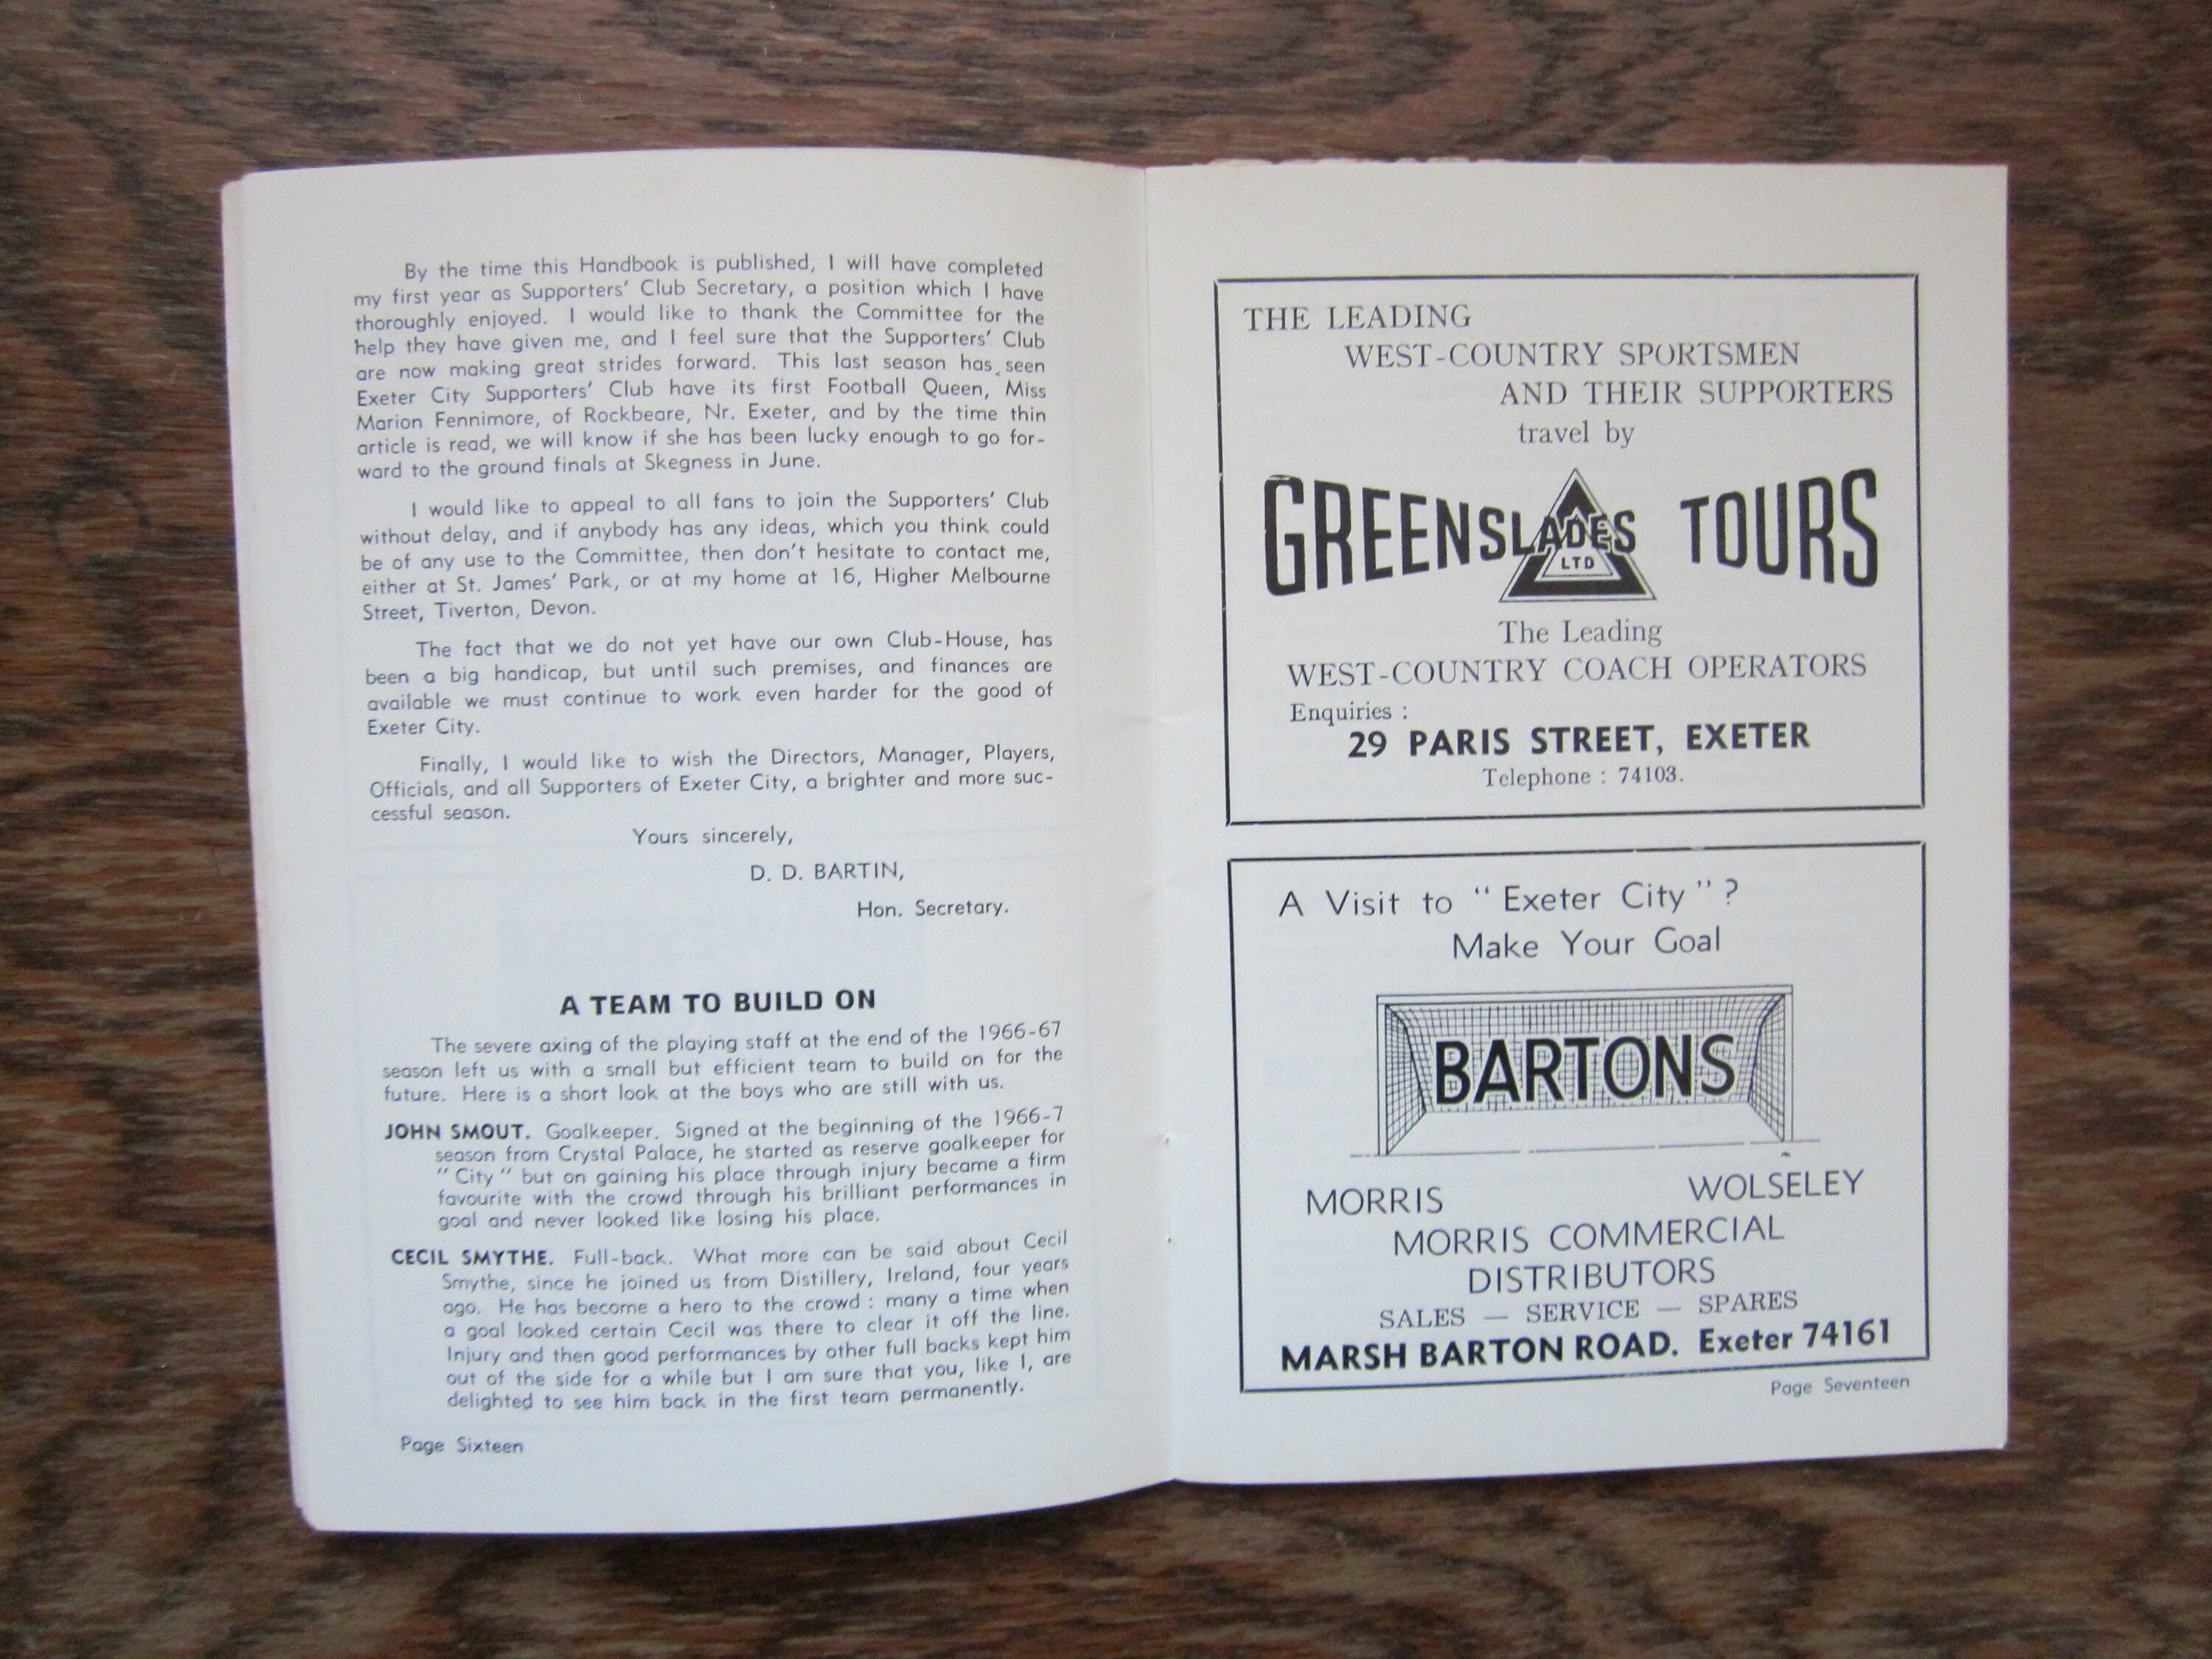 By the time this Handbook is published, I will have completed
my first year as Supporters' Club Secretary, a position which I have
thoroughly enjoyed. I would like to thank the Committee for the
help they have given me, and I feel sure that the Supporters' Club
are now making great strides forward. This last season has seen
Exeter City Supporters' Club have its first Football Queen, Miss
Marion Fennimore, of Rockbeare, Nr. Exeter, and by the time thin
article is read, we will know if she has been lucky enough to go for-
ward to the ground finals at Skegness in June.
I would like to appeal to all fans to join the Supporters' Club
without delay, and if anybody has any ideas, which you think could
be of any use to the Committee, then don't hesitate to contact me,
either at St. James' Park, or at my home at 16, Higher Melbourne
Street, Tiverton, Devon.
The fact that we do not yet have our own Club-House, has
been a big handicap, but until such premises, and finances are
available we must continue to work even harder for the good of
Exeter City.
Finally, I would like to wish the Directors, Manager, Players,
Officials, and all Supporters of Exeter City, a brighter and more suc-
cessful season.
Yours sincerely,
D. D. BARTIN,
Hon. Secretary.
A TEAM TO BUILD ON
The severe axing of the playing staff at the end of the 1966-67
season left us with a small but efficient team to build on for the
future. Here is a short look at the boys who are still with us.
JOHN SMOUT. Goalkeeper. Signed at the beginning of the 1966-7
season from Crystal Palace, he started as reserve goalkeeper for
" City " but on gaining his place through injury became a firm
favourite with the crowd through his brilliant performances in
goal and never looked like losing his place.
CECIL SMYTHE. Full-back. What more can be said about Cecil
Smythe, since he joined us from Distillery, Ireland, four years
ago. He has become a hero to the crowd : many a time when
a goal looked certain Cecil was there to clear it off the line.
Injury and then good performances by other full backs kept him
out of the side for a while but I am sure that you, like I, are
delighted to see him back in the first team permanently.
Page Sixteen
THE LEADING
WEST-COUNTRY SPORTSMEN
AND THEIR SUPPORTERS
travel by
GREENSLADES TOURS
LTD
The Leading
WEST-COUNTRY COACH OPERATORS
Enquiries :
29 PARIS STREET, EXETER
Telephone : 74103.
A Visit to " Exeter City " ?
Make Your Goal
BARTONS
MORRIS WOLSELEY
MORRIS COMMERCIAL
DISTRIBUTORS
SALES — SERVICE — SPARES
MARSH BARTON ROAD. Exeter 74161
Page Seventeen